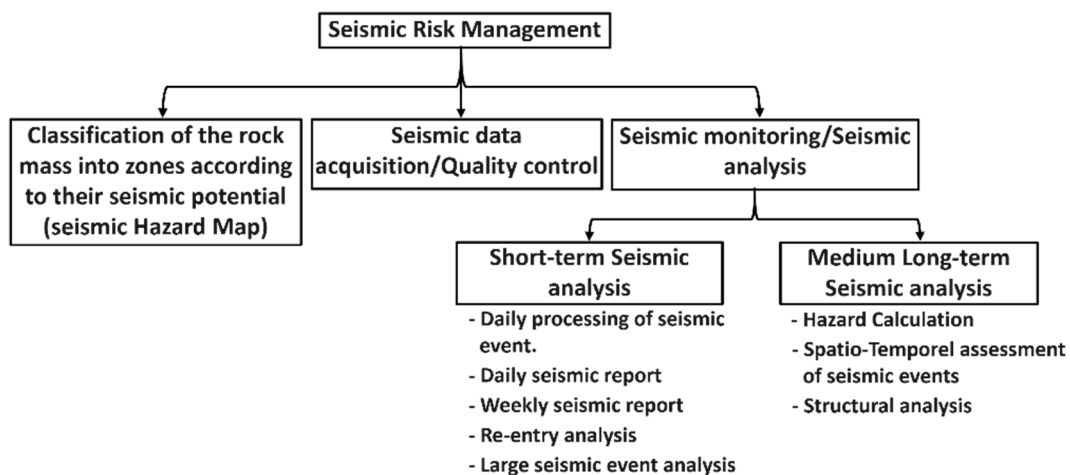 Seismic Risk Management
Classification of the rock
mass into zones according
to their seismic potential
(seismic Hazard Map)
Seismic data
acquisition/Quality control
Seismic monitoring/Seismic
analysis
Short-term Seismic
analysis
- Daily processing of seismic
event.
- Daily seismic report
- Weekly seismic report
- Re-entry analysis
- Large seismic event analysis
Medium Long-term
Seismic analysis
- Hazard Calculation
- Spatio-Temporel assessment
of seismic events
- Structural analysis